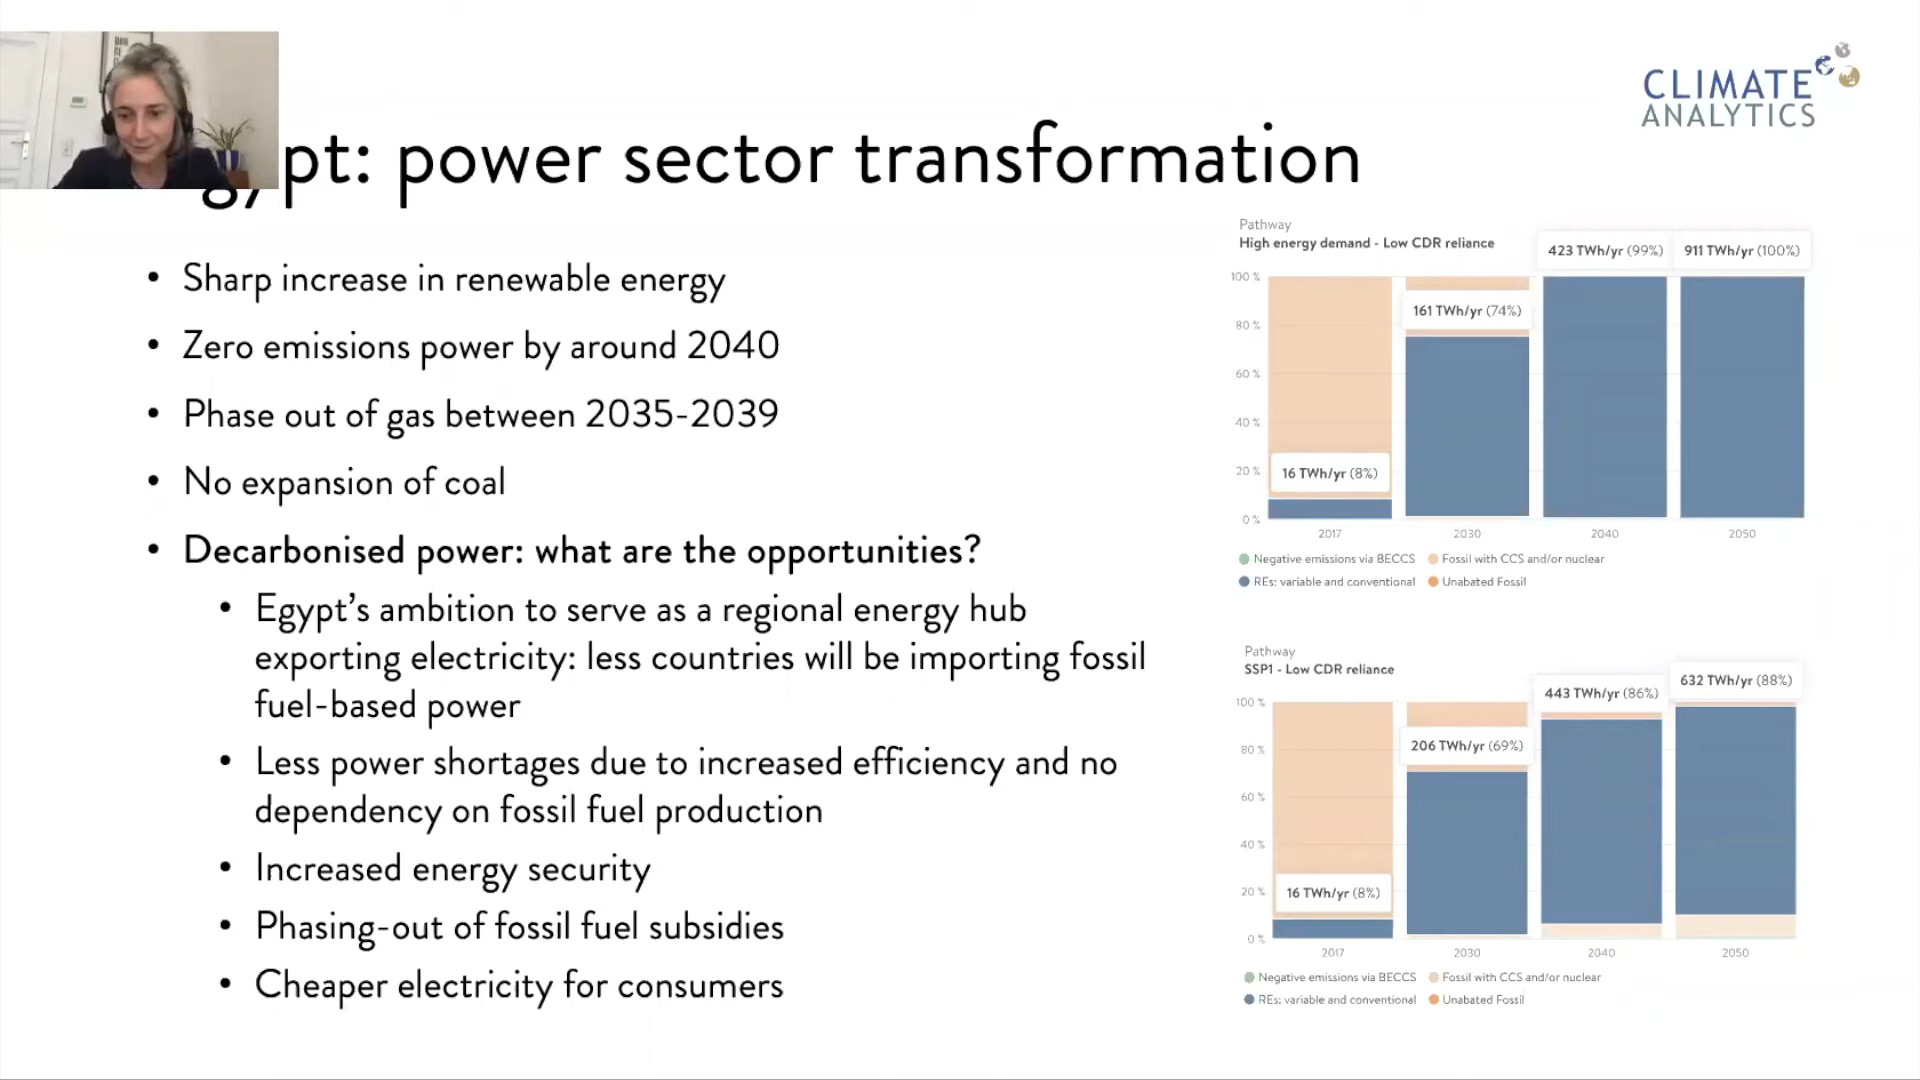 CLIMATE
ANALYTICS
gypt: power sector transformation
• Sharp increase in renewable energy
• Zero emissions power by around 2040
• Phase out of gas between 2035-2039
• No expansion of coal
• Decarbonised power: what are the opportunities?
• Egypt's ambition to serve as a regional energy hub
exporting electricity: less countries will be importing fossil
fuel-based power
• Less power shortages due to increased efficiency and no
dependency on fossil fuel production
• Increased energy security
• Phasing-out of fossil fuel subsidies
• Cheaper electricity for consumers
Pathway
High energy demand - Low CDR reliance
423 TWh/yr (99%)
911 TWh/yr (100%)
161 TWh/yr (74%)
16 TWh/yr (8%)
100 %
80 %
60 %
40 %
20 %
0 %
2017
2030
2040
2050
Negative emissions via BECCS
Fossil with CCS and/or nuclear
REs: variable and conventional
Unabated Fossil
Pathway
SSP1 - Low CDR reliance
632 TWh/yr (88%)
443 TWh/yr (86%)
206 TWh/yr (69%)
16 TWh/yr (8%)
100 %
80 %
60 %
40 %
20 %
0 %
2017
2030
2040
2050
Negative emissions via BECCS
Fossil with CCS and/or nuclear
REs: variable and conventional
Unabated Fossil